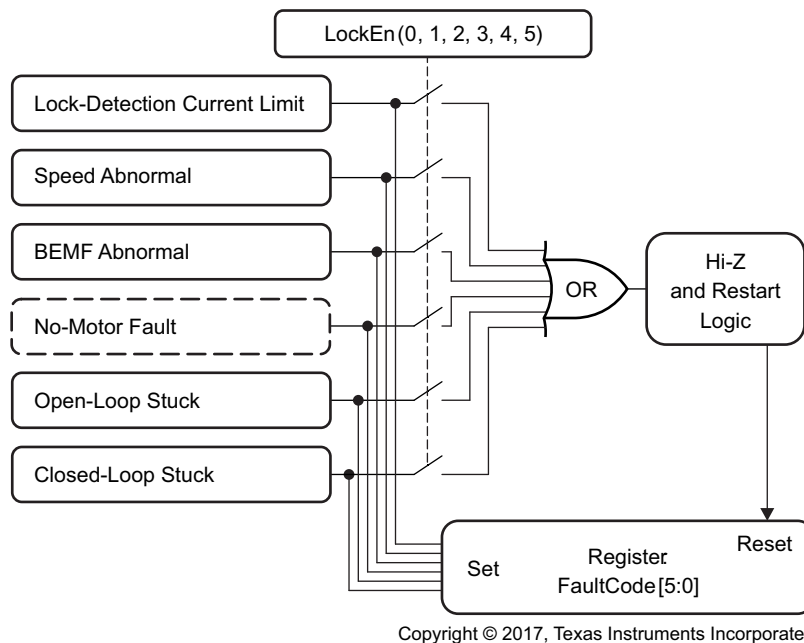 LockEn(0, 1, 2, 3, 4, 5)
Lock-Detection Current Limit
Speed Abnormal
BEMF Abnormal
No-Motor Fault
Open-Loop Stuck
Closed-Loop Stuck
OR
Hi-Z
and Restart
Logic
Reset
Set
Register
FaultCode[5:0]
Copyright © 2017, Texas Instruments Incorporate